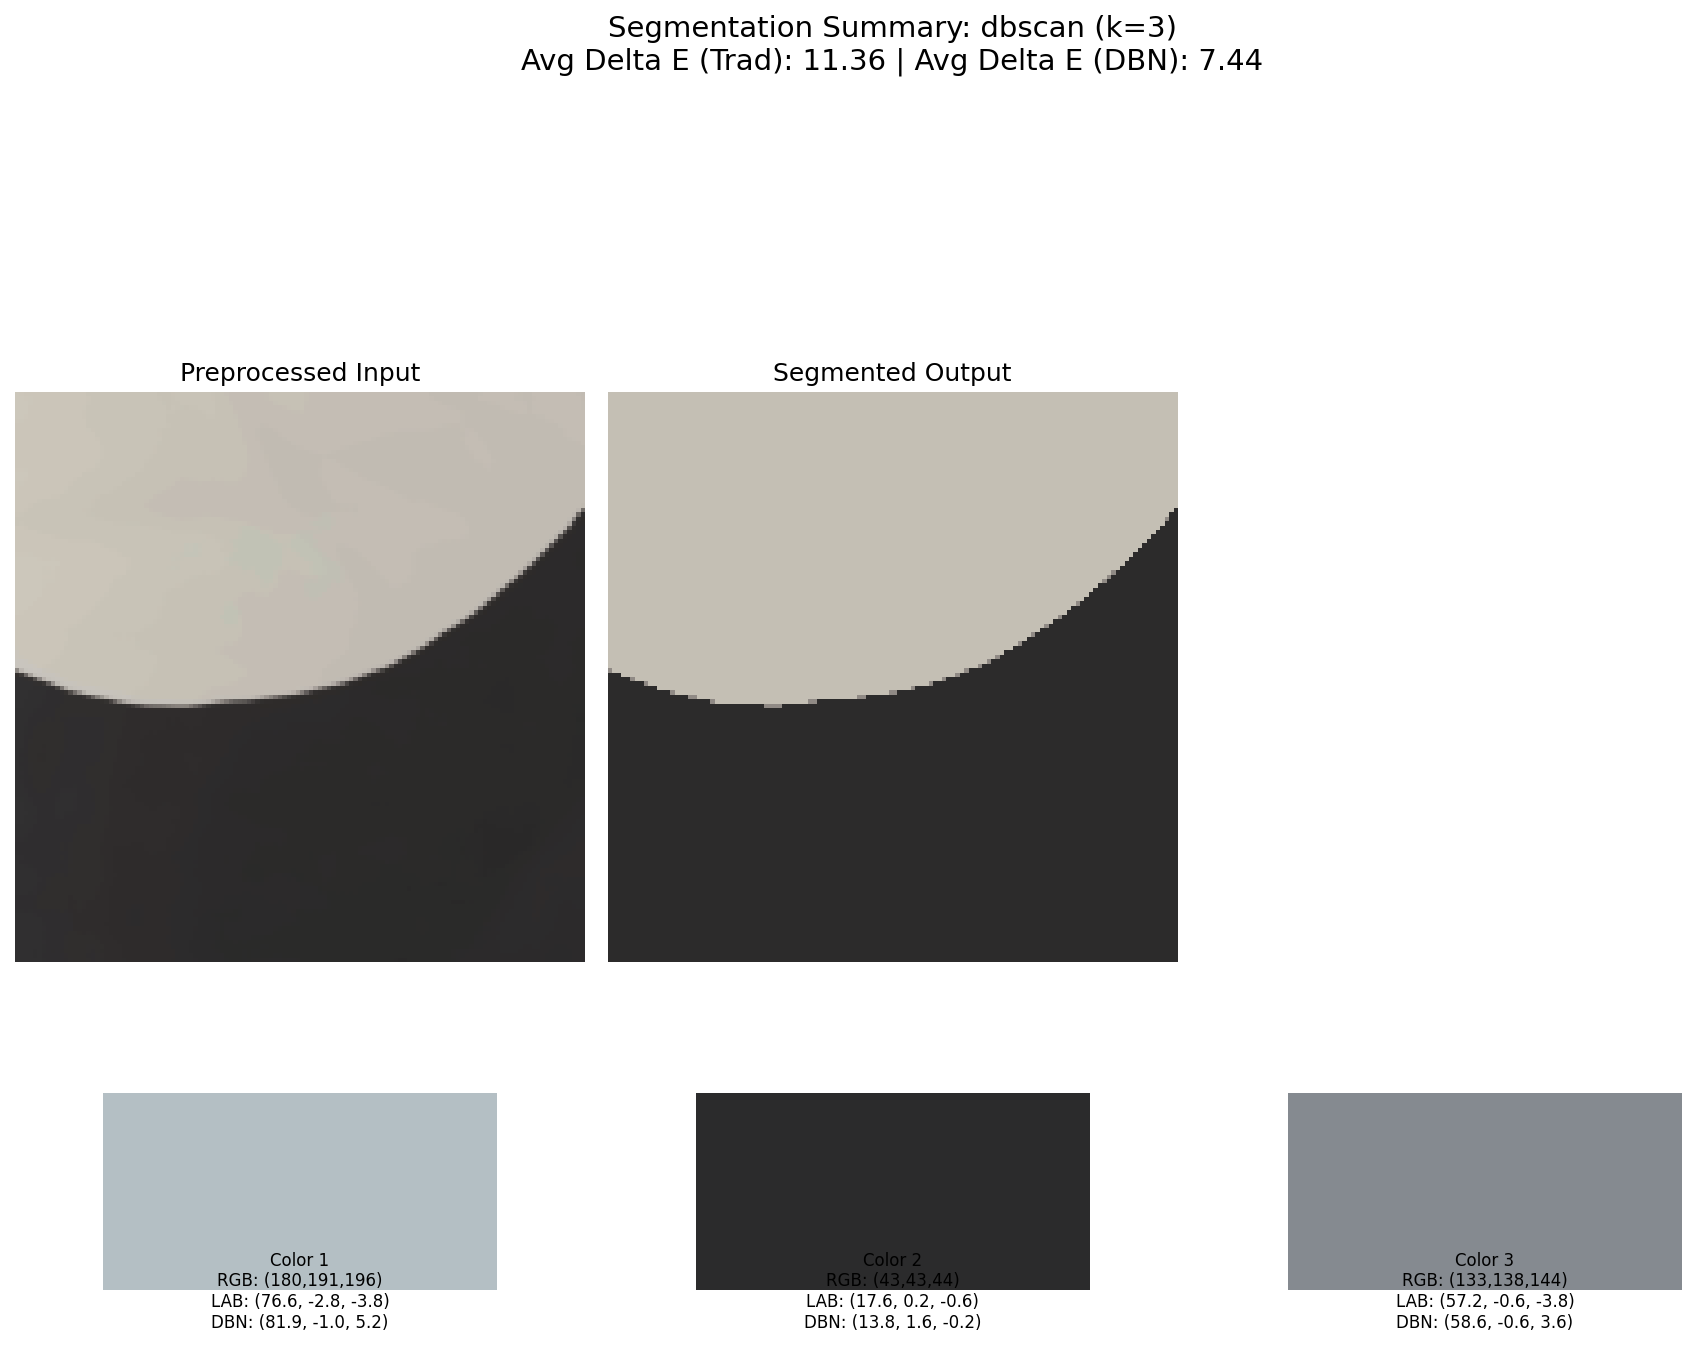 Segmentation Summary: dbscan (k=3)
Avg Delta E (Trad): 11.36 | Avg Delta E (DBN): 7.44
Preprocessed Input
Segmented Output
Color 1
RGB: (180,191,196)
LAB: (76.6, -2.8, -3.8)
DBN: (81.9, -1.0, 5.2)
Color 2
RGB: (43,43,44)
LAB: (17.6, 0.2, -0.6)
DBN: (13.8, 1.6, -0.2)
Color 3
RGB: (133,138,144)
LAB: (57.2, -0.6, -3.8)
DBN: (58.6, -0.6, 3.6)